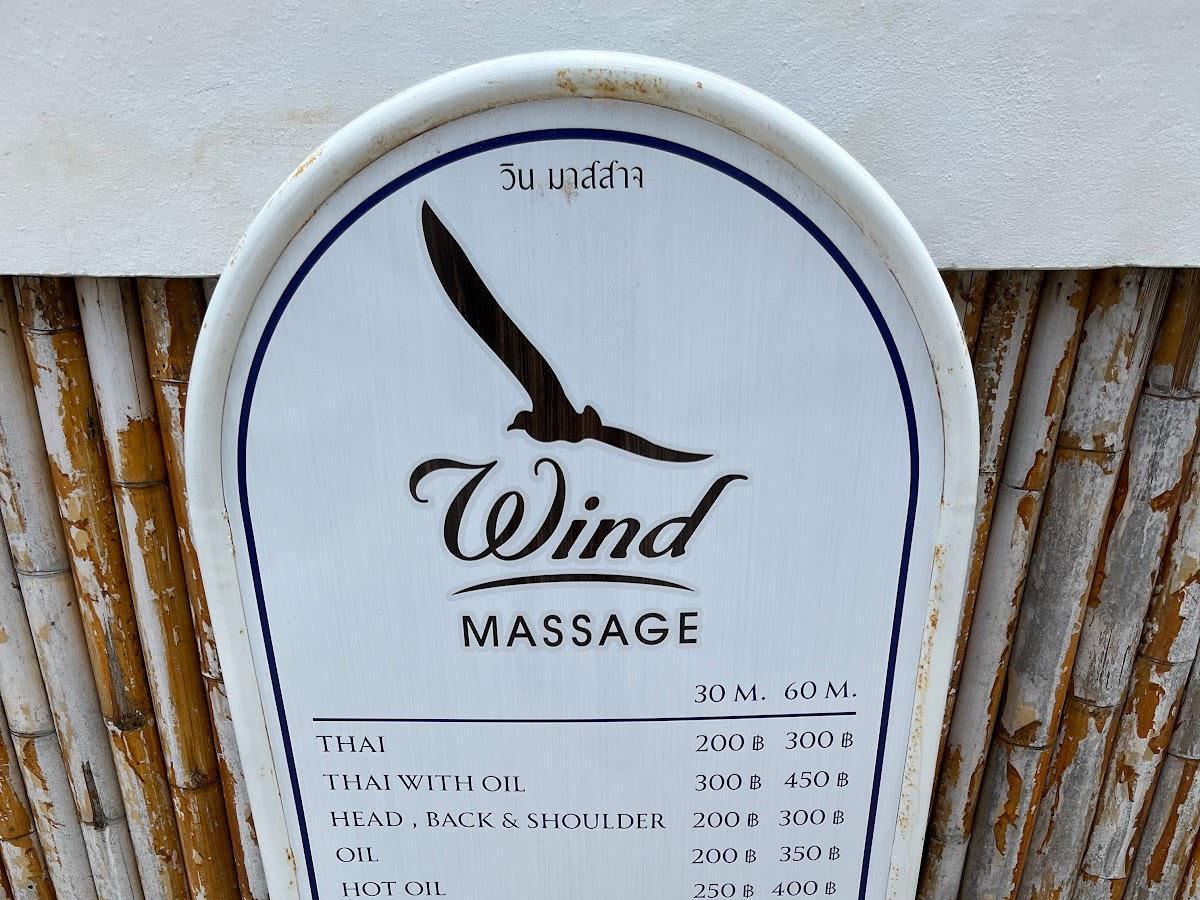 วิน มาสสาจ
Wind
MASSAGE
30 M. 60 M.
THAI 200 ฿ 300 ฿
THAI WITH OIL 300 ฿ 450 ฿
HEAD , BACK & SHOULDER 200 ฿ 300 ฿
OIL 200 ฿ 350 ฿
HOT OIL 250 ฿ 400 ฿